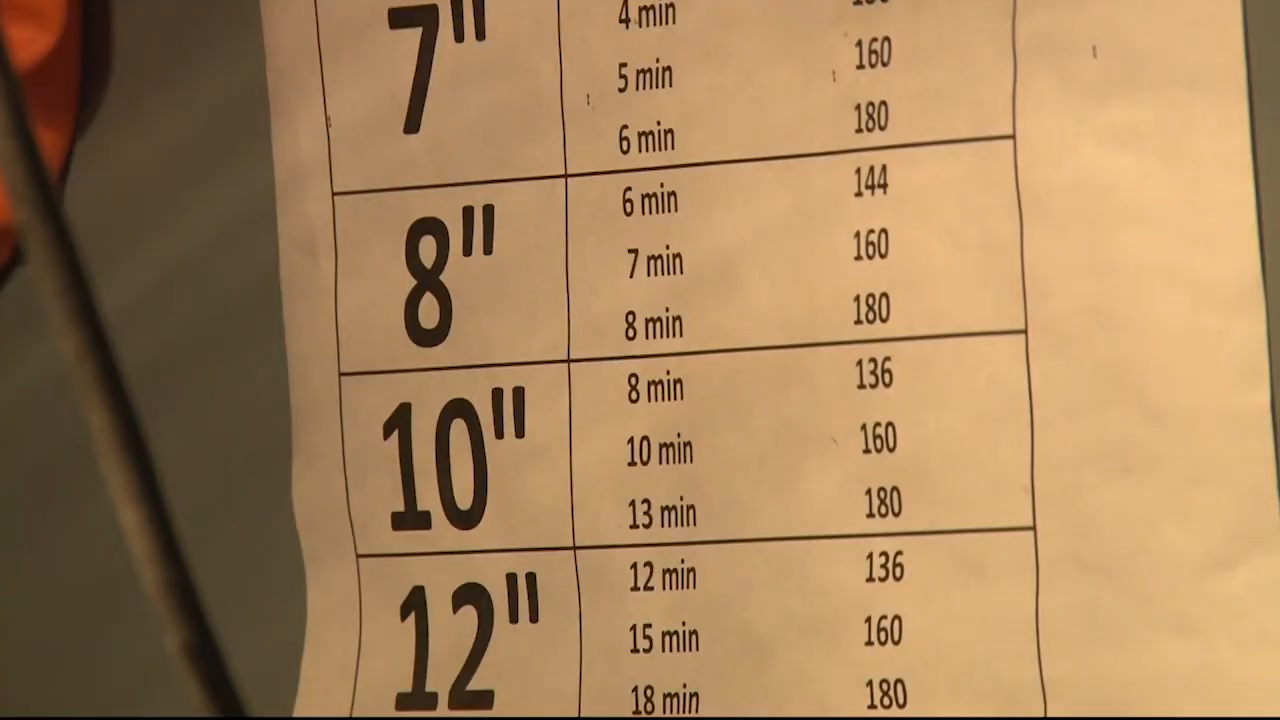 7" 4 min
5 min 160
6 min 180
8" 6 min 144
7 min 160
8 min 180
10" 8 min 136
10 min 160
13 min 180
12" 12 min 136
15 min 160
18 min 180